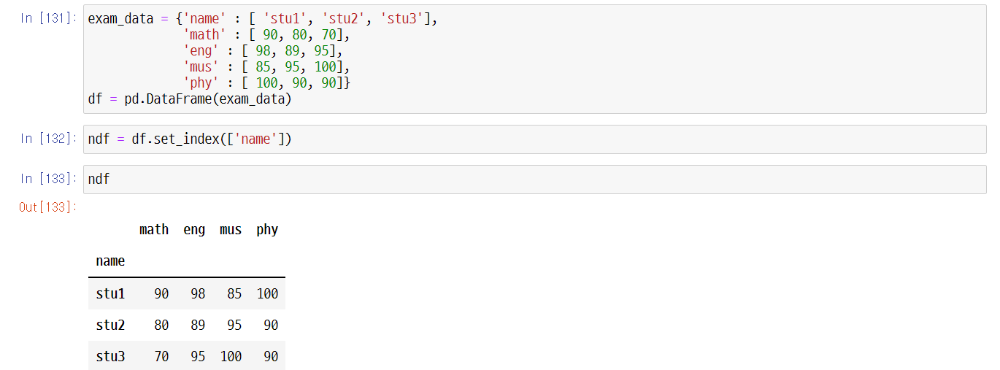 In [131]: exam_data = {'name' : [ 'stu1', 'stu2', 'stu3'],
'math' : [ 90, 80, 70],
'eng' : [ 98, 89, 95],
'mus' : [ 85, 95, 100],
'phy' : [ 100, 90, 90]}
df = pd.DataFrame(exam_data)
In [132]: ndf = df.set_index(['name'])
In [133]: ndf
Out[133]:
math eng mus phy
name
stu1 90 98 85 100
stu2 80 89 95 90
stu3 70 95 100 90